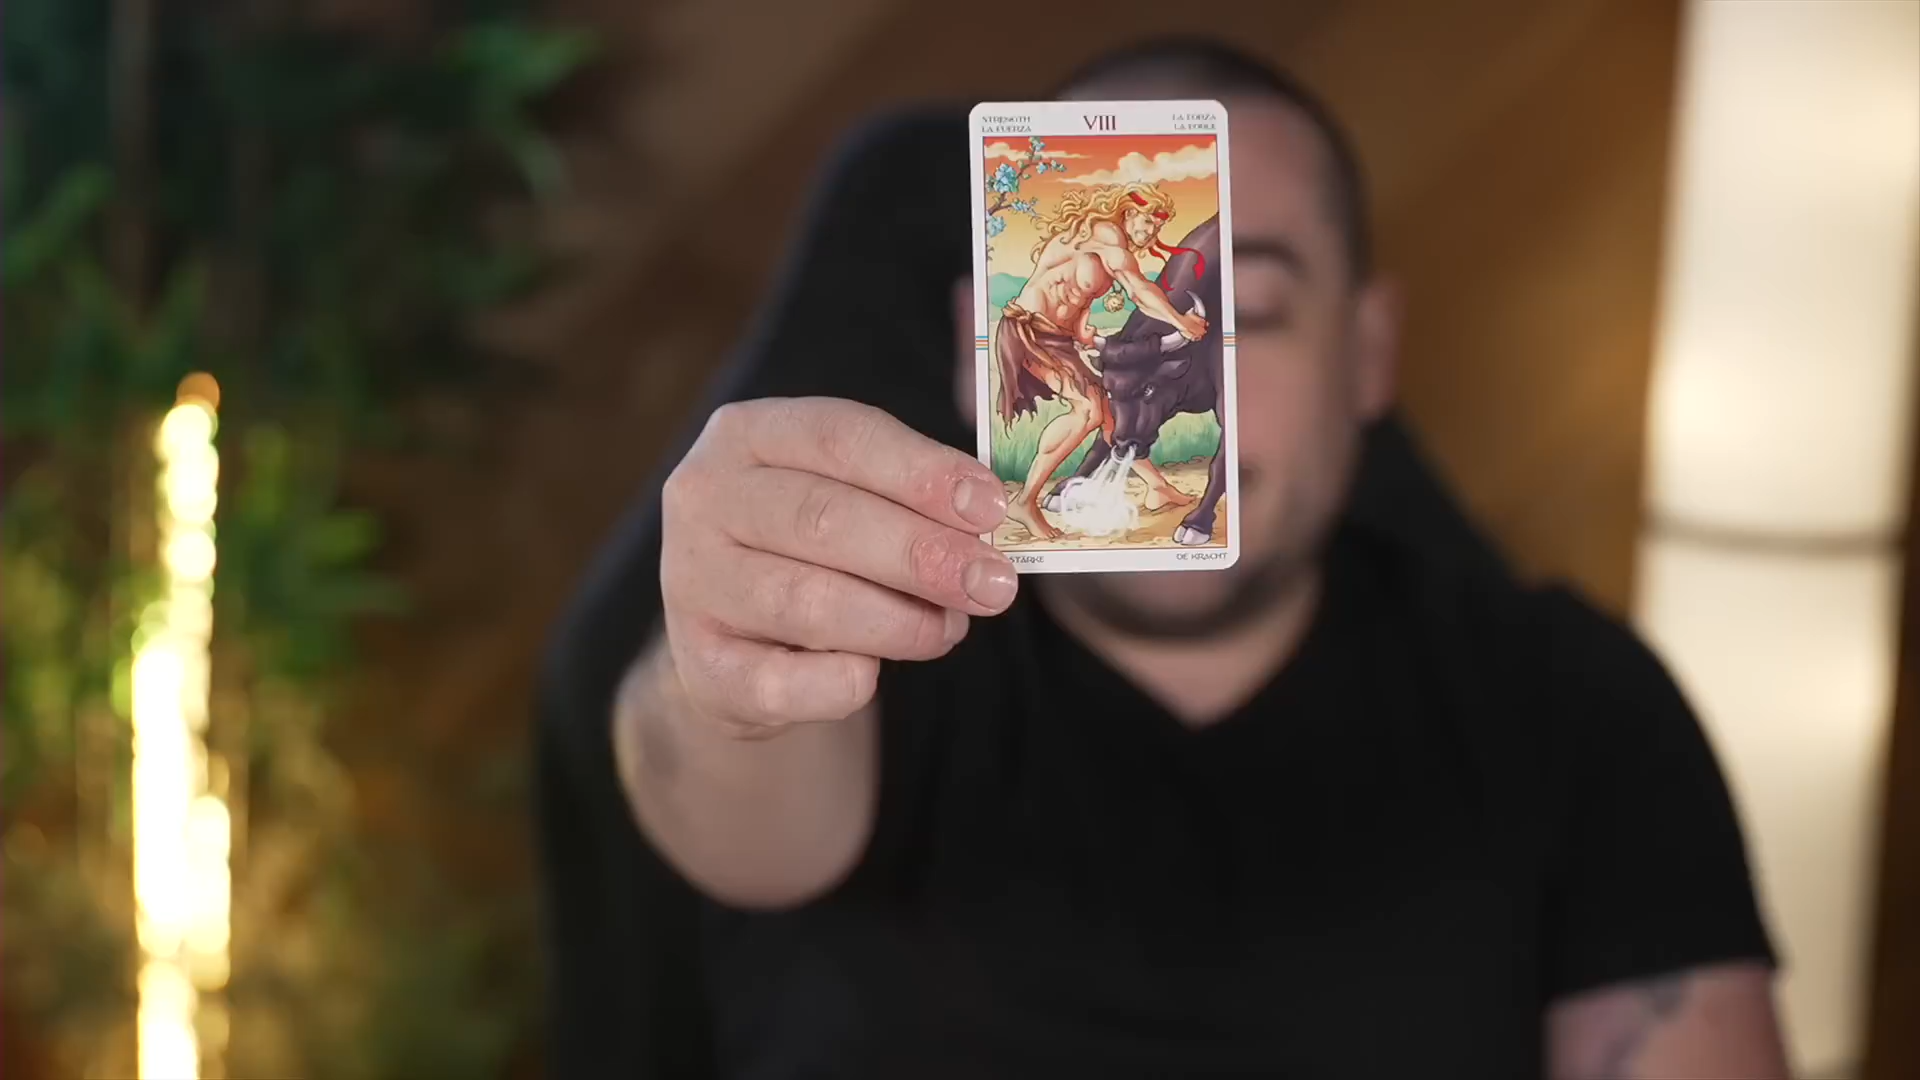 STRENGTH
LA FUERZA
VIII
LA FORZA
LA FORCE
STÄRKE
DE KRACHT